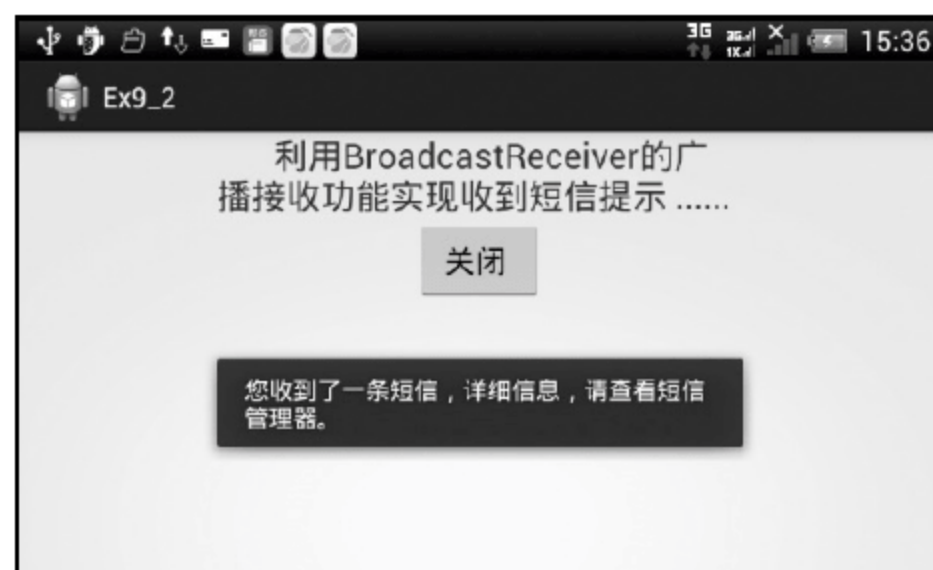 3G 3G 1X 15:36
Ex9_2
利用BroadcastReceiver的广
播接收功能实现收到短信提示 ......
关闭
您收到了一条短信，详细信息，请查看短信
管理器。